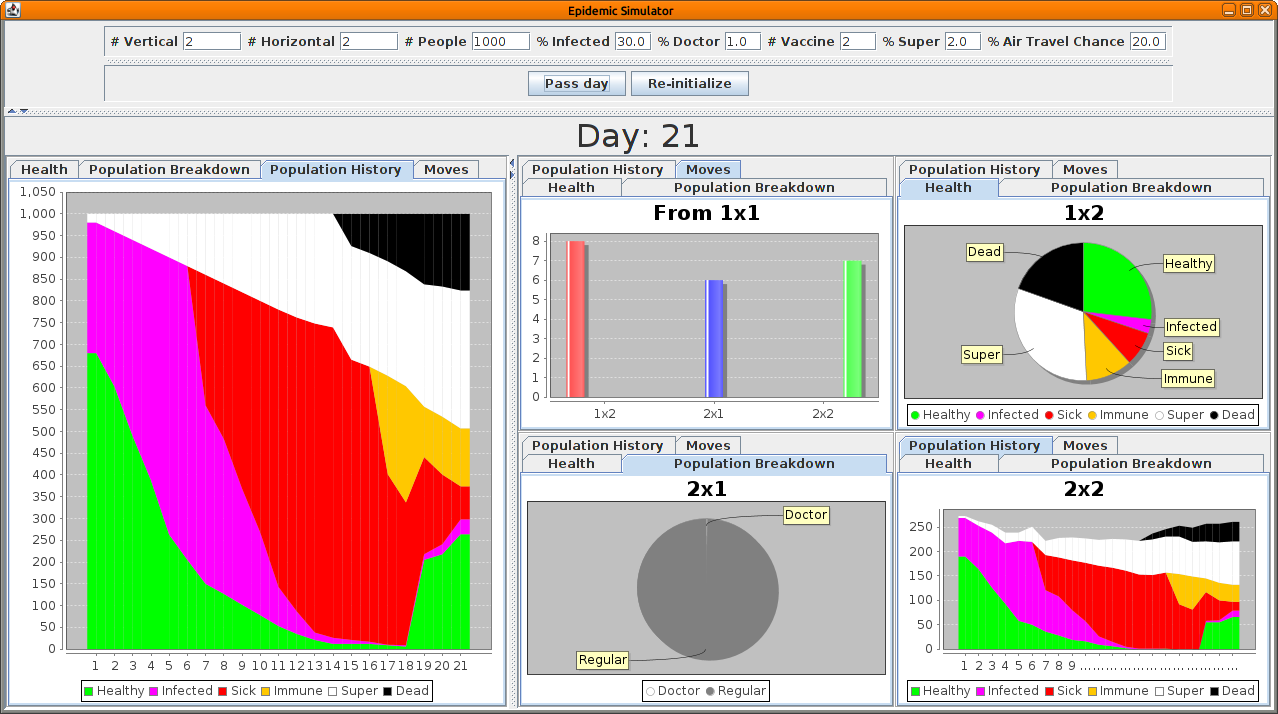 Epidemic Simulator
# Vertical 2 # Horizontal 2 # People 1000 % Infected 30.0 % Doctor 1.0 # Vaccine 2 % Super 2.0 % Air Travel Chance 20.0
Pass day Re-initialize
Day: 21
Health Population Breakdown Population History Moves
1,050
1,000
950
900
850
800
750
700
650
600
550
500
450
400
350
300
250
200
150
100
50
0
1 2 3 4 5 6 7 8 9 10 11 12 13 14 15 16 17 18 19 20 21
Healthy Infected Sick Immune Super Dead
Population History Moves
Health Population Breakdown
From 1x1
8
7
6
5
4
3
2
1
0
1x2 2x1 2x2
Population History Moves
Health Population Breakdown
1x2
Dead
Healthy
Infected
Super
Sick
Immune
Healthy Infected Sick Immune Super Dead
Population History Moves
Health Population Breakdown
2x1
Doctor
Regular
Doctor Regular
Population History Moves
Health Population Breakdown
2x2
250
200
150
100
50
0
1 2 3 4 5 6 7 8 9
Healthy Infected Sick Immune Super Dead